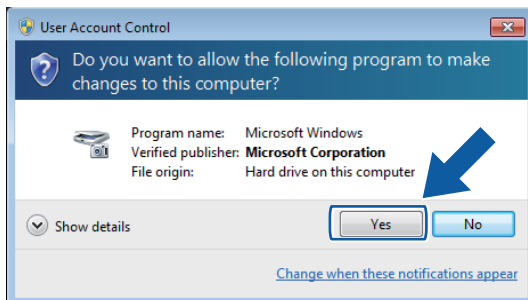 User Account Control
Do you want to allow the following program to make
changes to this computer?
Program name: Microsoft Windows
Verified publisher: Microsoft Corporation
File origin: Hard drive on this computer
Show details Yes No
Change when these notifications appear